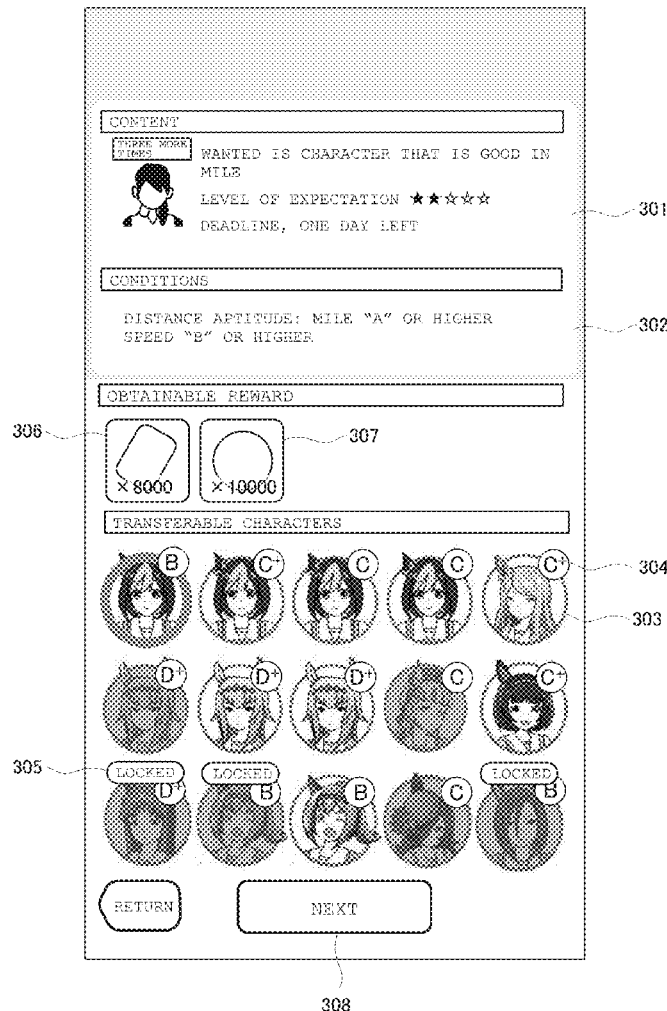 CONTENT
THREE MORE
TIMES
WANTED IS CHARACTER THAT IS GOOD IN
MILE
LEVEL OF EXPECTATION ★★☆☆☆
301
DEADLINE, ONE DAY LEFT
CONDITIONS
DISTANCE APTITUDE: MILE "A" OR HIGHER
302
SPEED "B" OR HIGHER
OBTAINABLE REWARD
306
307
× 8000
× 10000
TRANSFERABLE CHARACTERS
B C+ C C C+
304
303
D+ D+ D+ C C+
305
LOCKED LOCKED LOCKED
D+ B B C B
RETURN
NEXT
308